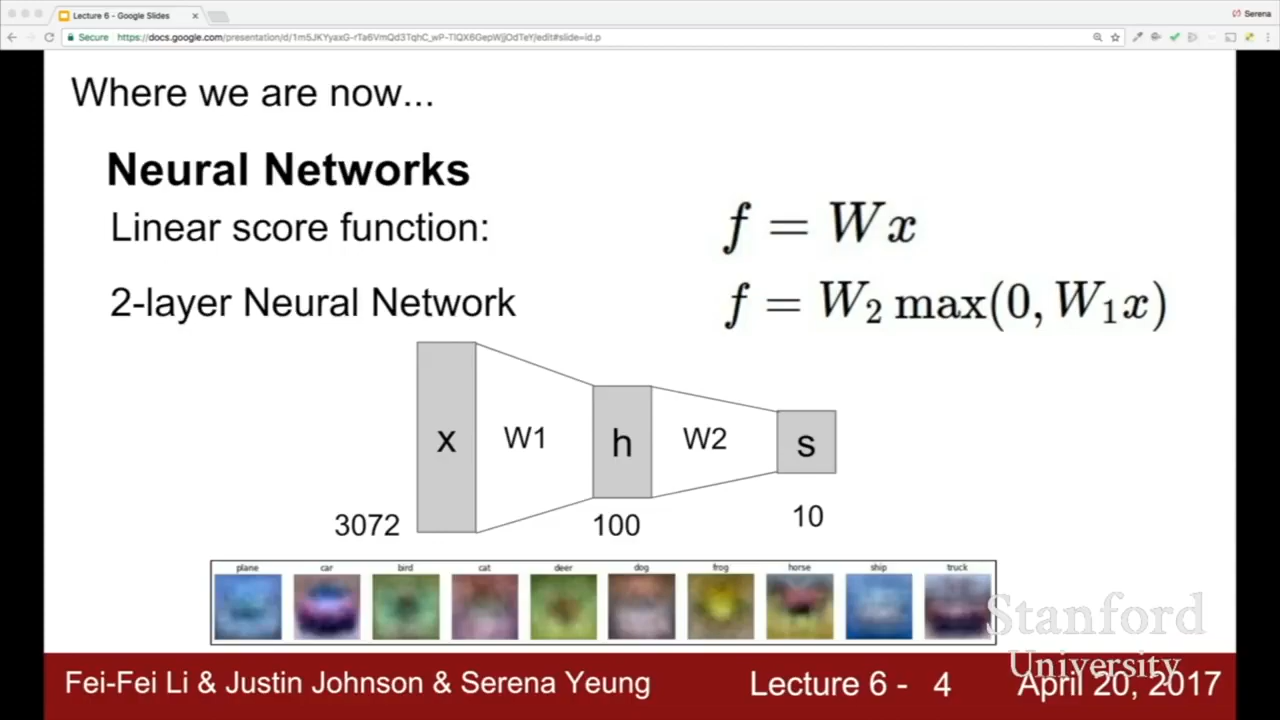 Lecture 6 - Google Slides
Serena
Secure
Where we are now...
Neural Networks
Linear score function:
f = Wx
2-layer Neural Network
f = W₂ max(0, W₁x)
x
W1
h
W2
s
3072
100
10
plane car bird cat deer dog frog horse ship truck
Stanford
University
Fei-Fei Li & Justin Johnson & Serena Yeung
Lecture 6 - 4
April 20, 2017